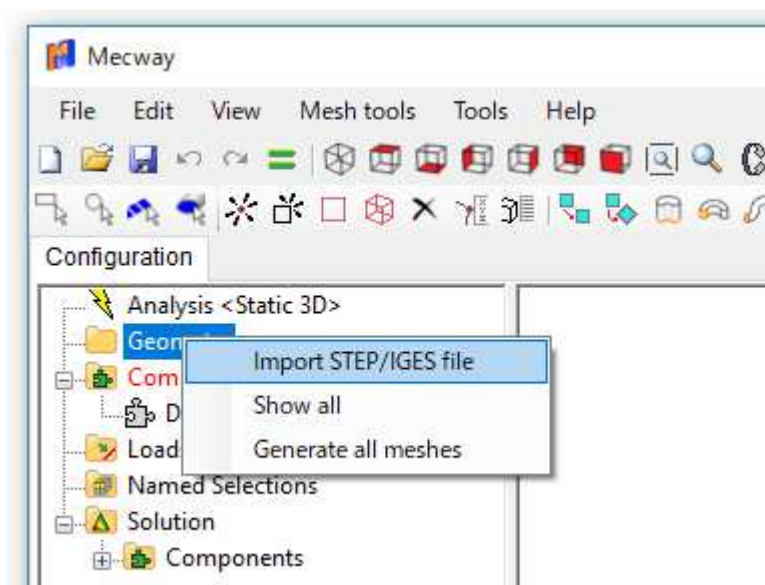 Mecway
File Edit View Mesh tools Tools Help
Configuration
Analysis <Static 3D>
Import STEP/IGES file
Show all
Generate all meshes
Named Selections
Solution
Components